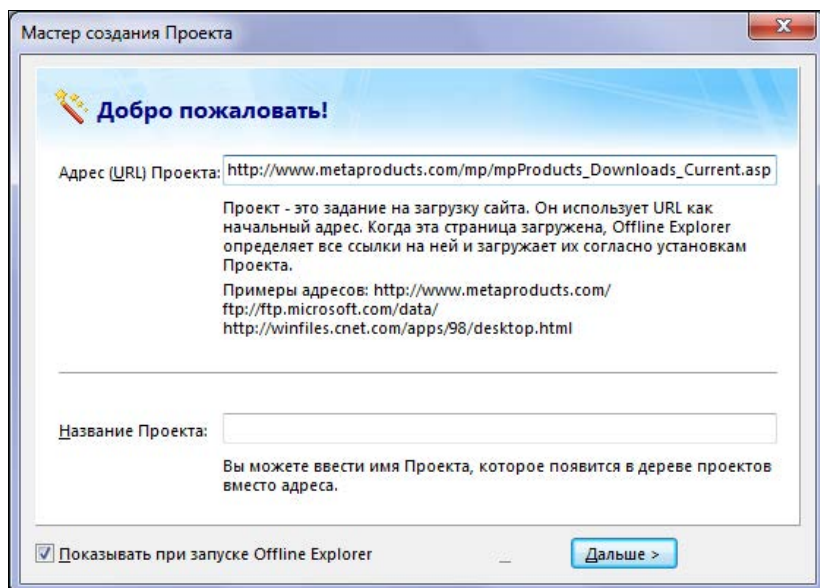 Мастер создания Проекта
Добро пожаловать!
Адрес (URL) Проекта: http://www.metaproducts.com/mp/mpProducts_Downloads_Current.asp
Проект - это задание на загрузку сайта. Он использует URL как
начальный адрес. Когда эта страница загружена, Offline Explorer
определяет все ссылки на ней и загружает их согласно установкам
Проекта.
Примеры адресов: http://www.metaproducts.com/
ftp://ftp.microsoft.com/data/
http://winfiles.cnet.com/apps/98/desktop.html
Название Проекта:
Вы можете ввести имя Проекта, которое появится в дереве проектов
вместо адреса.
Показывать при запуске Offline Explorer
Дальше >